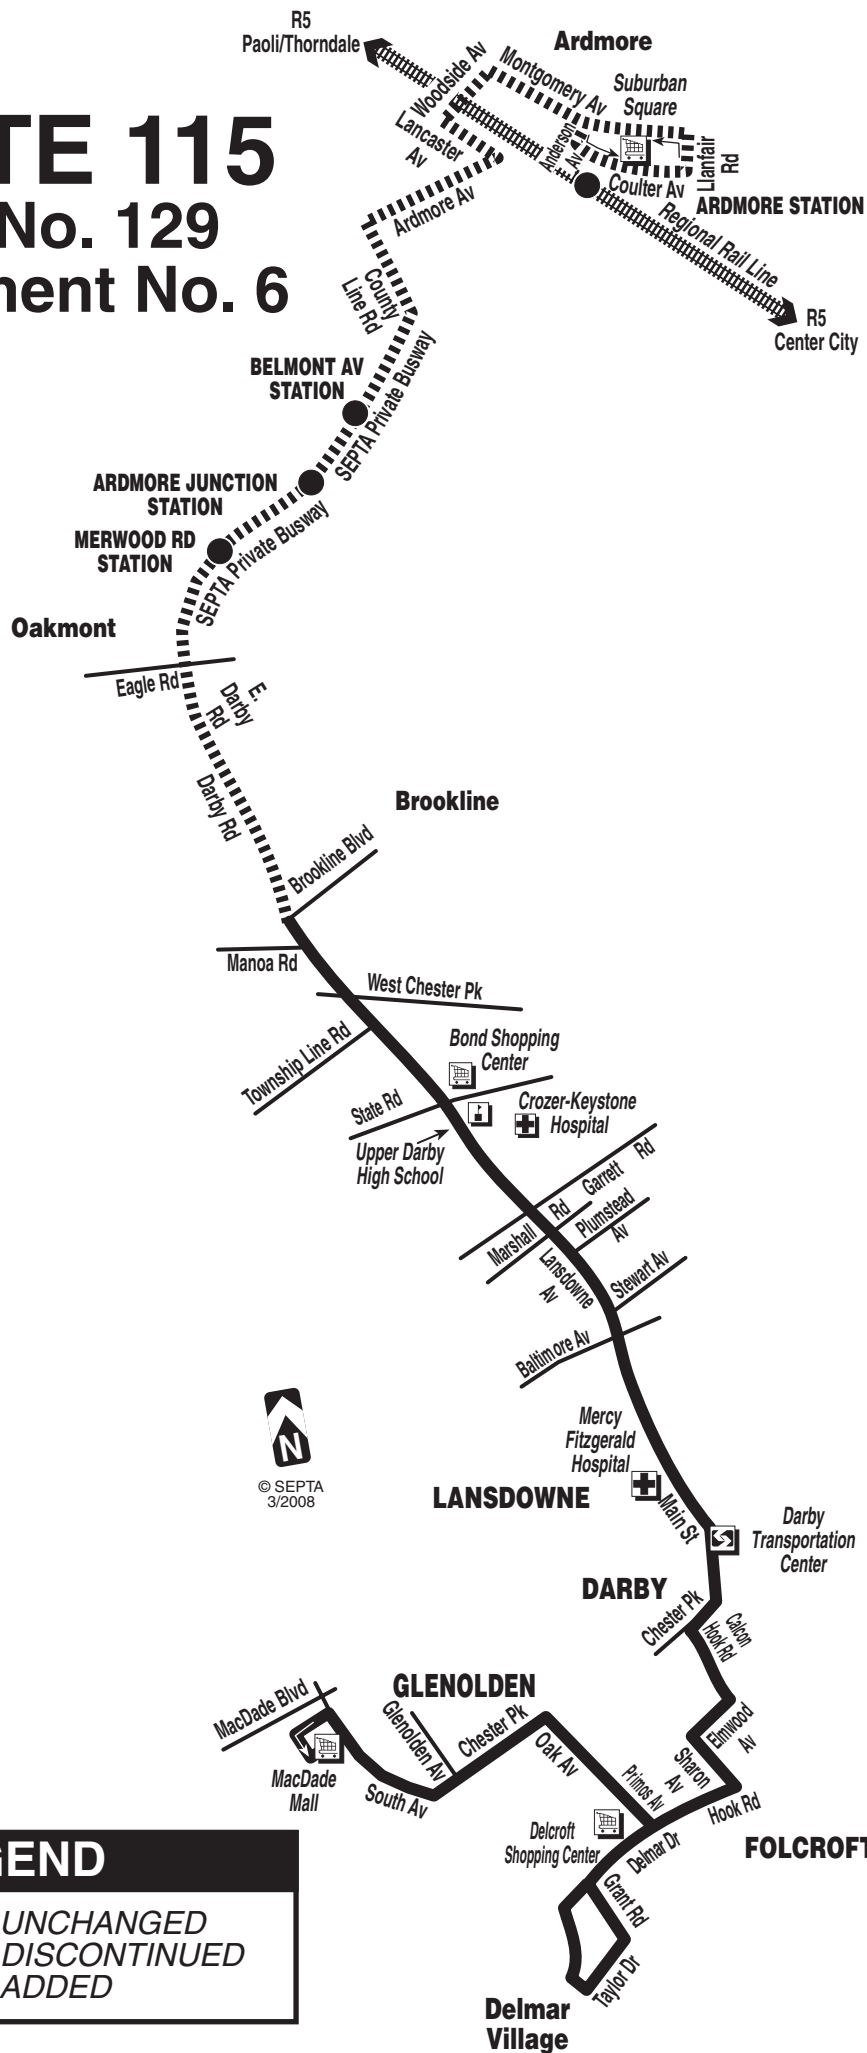 R5
Paoli/Thorndale
Ardmore
Woodside Av
Montgomery Av
Suburban
Square
TE 115
Lancaster
Av
Anderson
Av
Llanfair
Rd
Coulter Av
ARDMORE STATION
No. 129
Ardmore Av
Regional Rail Line
ment No. 6
County
Line Rd
R5
Center City
BELMONT AV
STATION
SEPTA Private Busway
ARDMORE JUNCTION
STATION
MERWOOD RD
STATION
SEPTA Private Busway
Oakmont
Eagle Rd
E.
Darby
Rd
Darby Rd
Brookline
Brookline Blvd
Manoa Rd
West Chester Pk
Township Line Rd
Bond Shopping
Center
State Rd
Crozer-Keystone
Hospital
Upper Darby
High School
Garrett Rd
Marshall Rd
Plumstead
Av
Lansdowne
Av
Stewart Av
Baltimore Av
N
© SEPTA
3/2008
Mercy
Fitzgerald
Hospital
LANSDOWNE
Main St
Darby
Transportation
Center
DARBY
Chester Pk
Calcon
Hook Rd
GLENOLDEN
MacDade Blvd
Glenolden Av
Chester Pk
Elmwood
Av
Oak Av
Sharon
Av
Primos Av
MacDade
Mall
South Av
Hook Rd
Delcroft
Shopping Center
Delmar Dr
FOLCROFT
Grant Rd
Taylor Dr
Delmar
Village
GEND
UNCHANGED
DISCONTINUED
ADDED